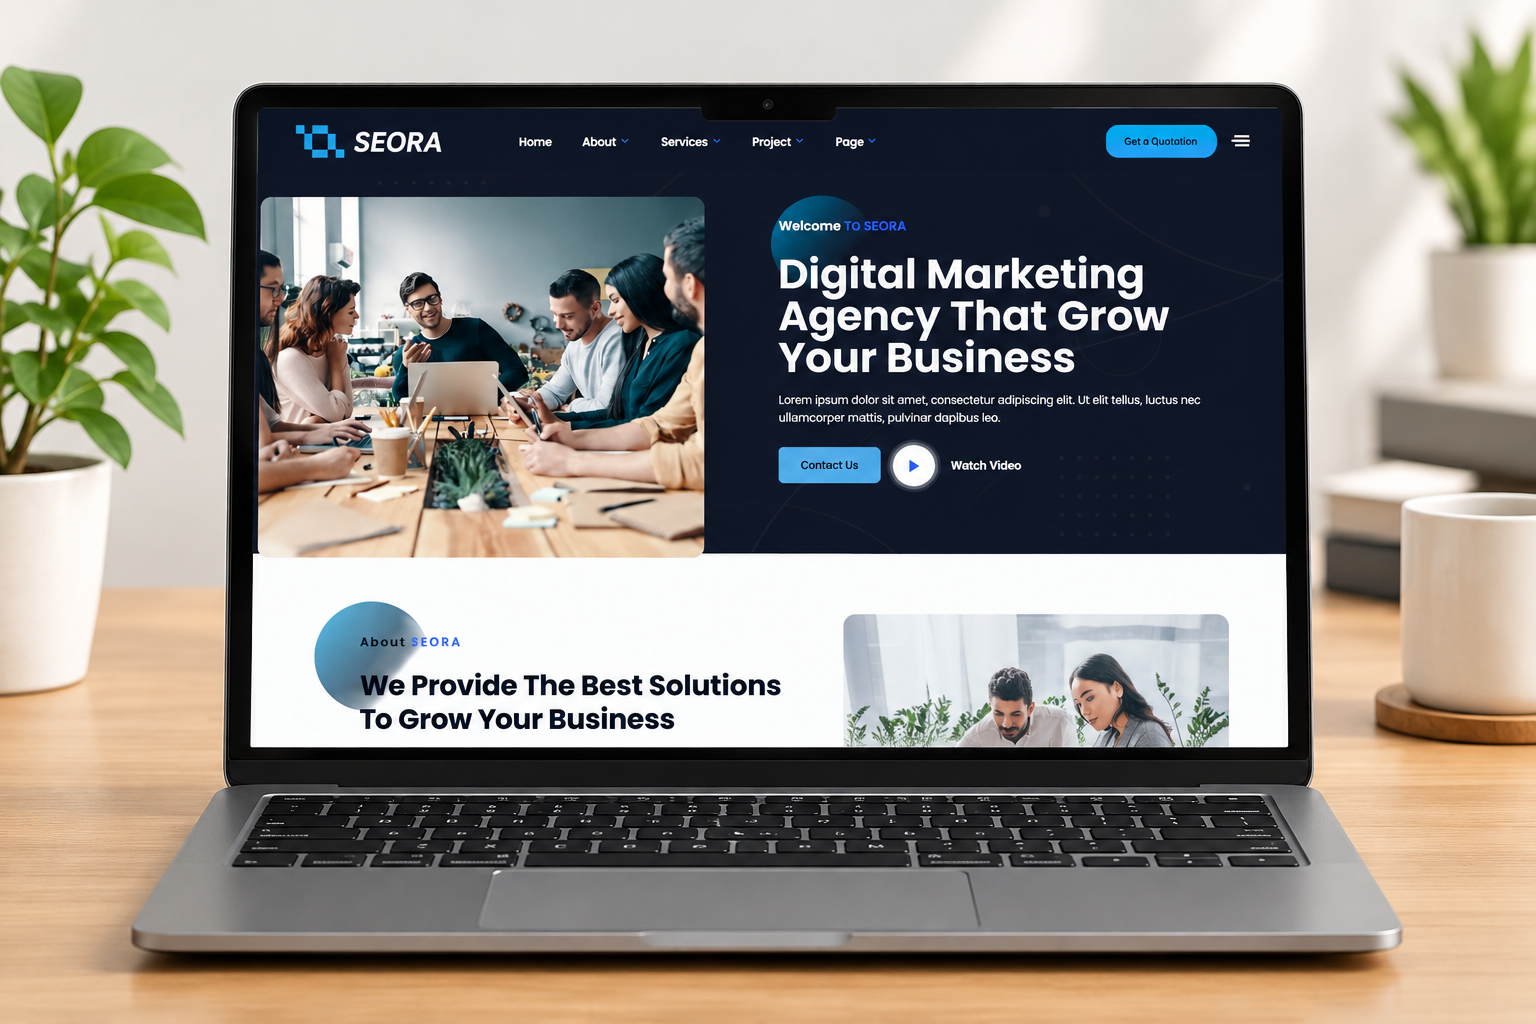 SEORA
Home About Services Project Page
Get a Quotation
Welcome TO SEORA
Digital Marketing
Agency That Grow
Your Business
Lorem ipsum dolor sit amet, consectetur adipiscing elit. Ut elit tellus, luctus nec
ullamcorper mattis, pulvinar dapibus leo.
Contact Us
Watch Video
About SEORA
We Provide The Best Solutions
To Grow Your Business